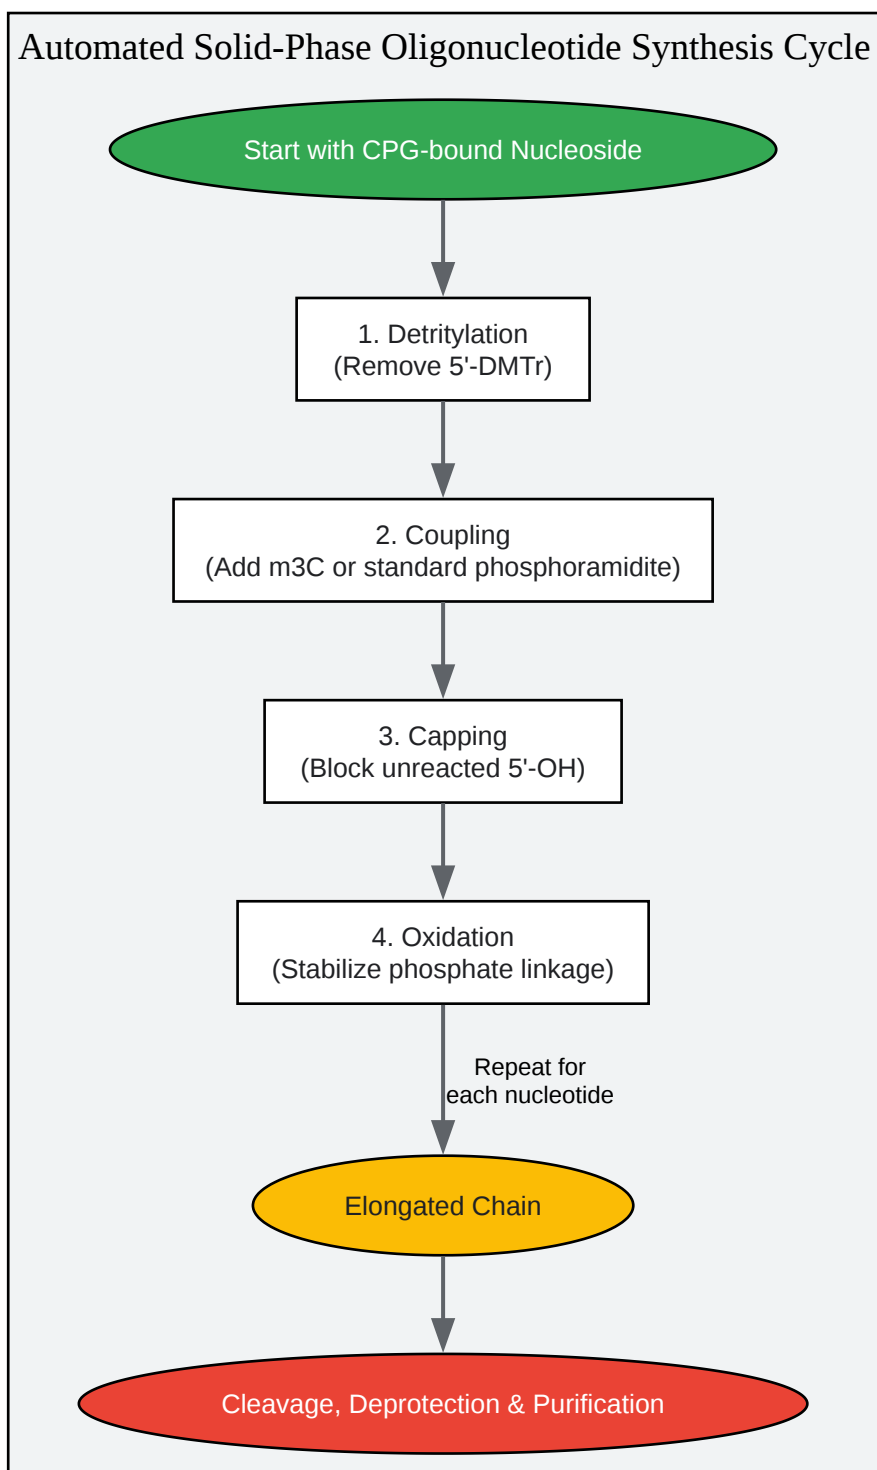 Automated Solid-Phase Oligonucleotide Synthesis Cycle
Start with CPG-bound Nucleoside
1. Detritylation
(Remove 5'-DMTr)
2. Coupling
(Add m3C or standard phosphoramidite)
3. Capping
(Block unreacted 5'-OH)
4. Oxidation
(Stabilize phosphate linkage)
Repeat for
each nucleotide
Elongated Chain
Cleavage, Deprotection & Purification